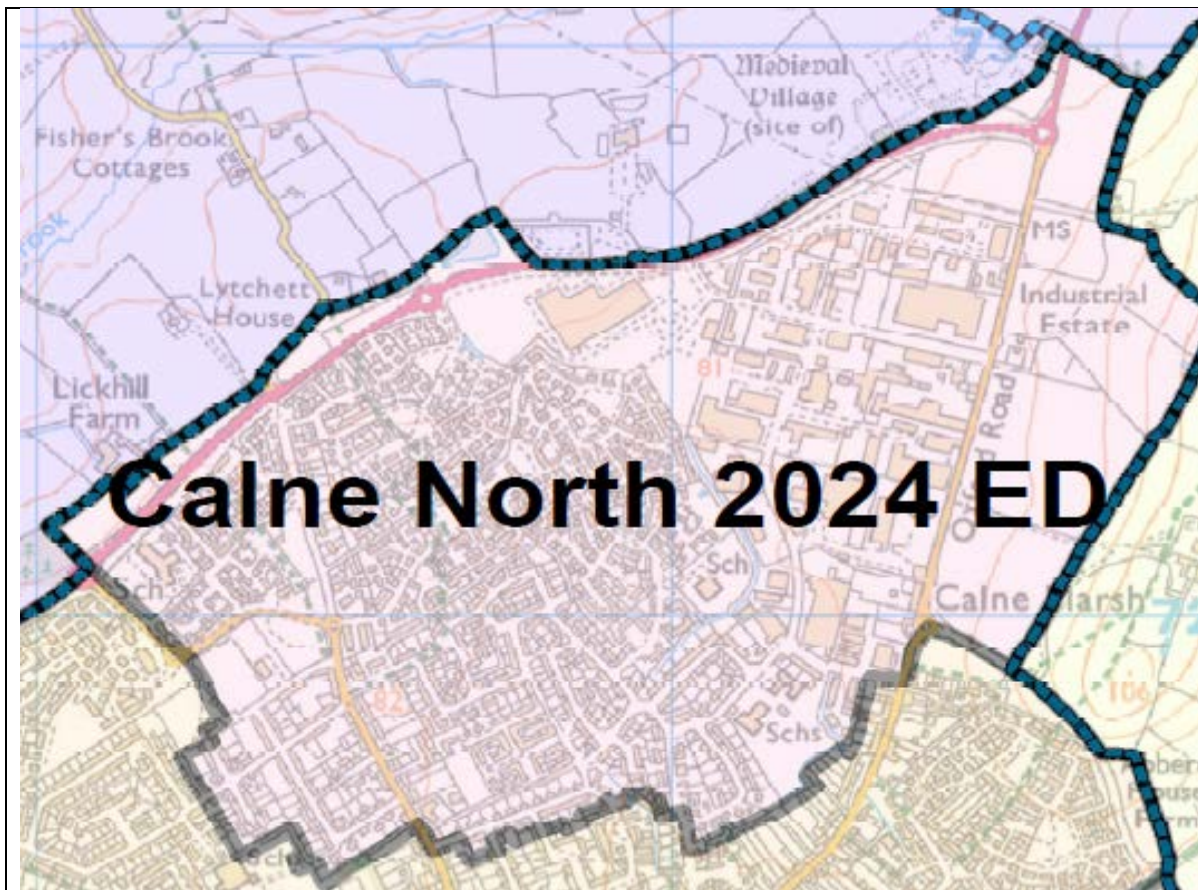 Medieval
Village
(site of)
Fisher's Brook
Cottages
MS
Lytchett
House
Industrial
Estate
81
Lickhill
Farm
Calne North 2024 ED
Road
Sch
Sch
Calne Marsh
82
106
Schs